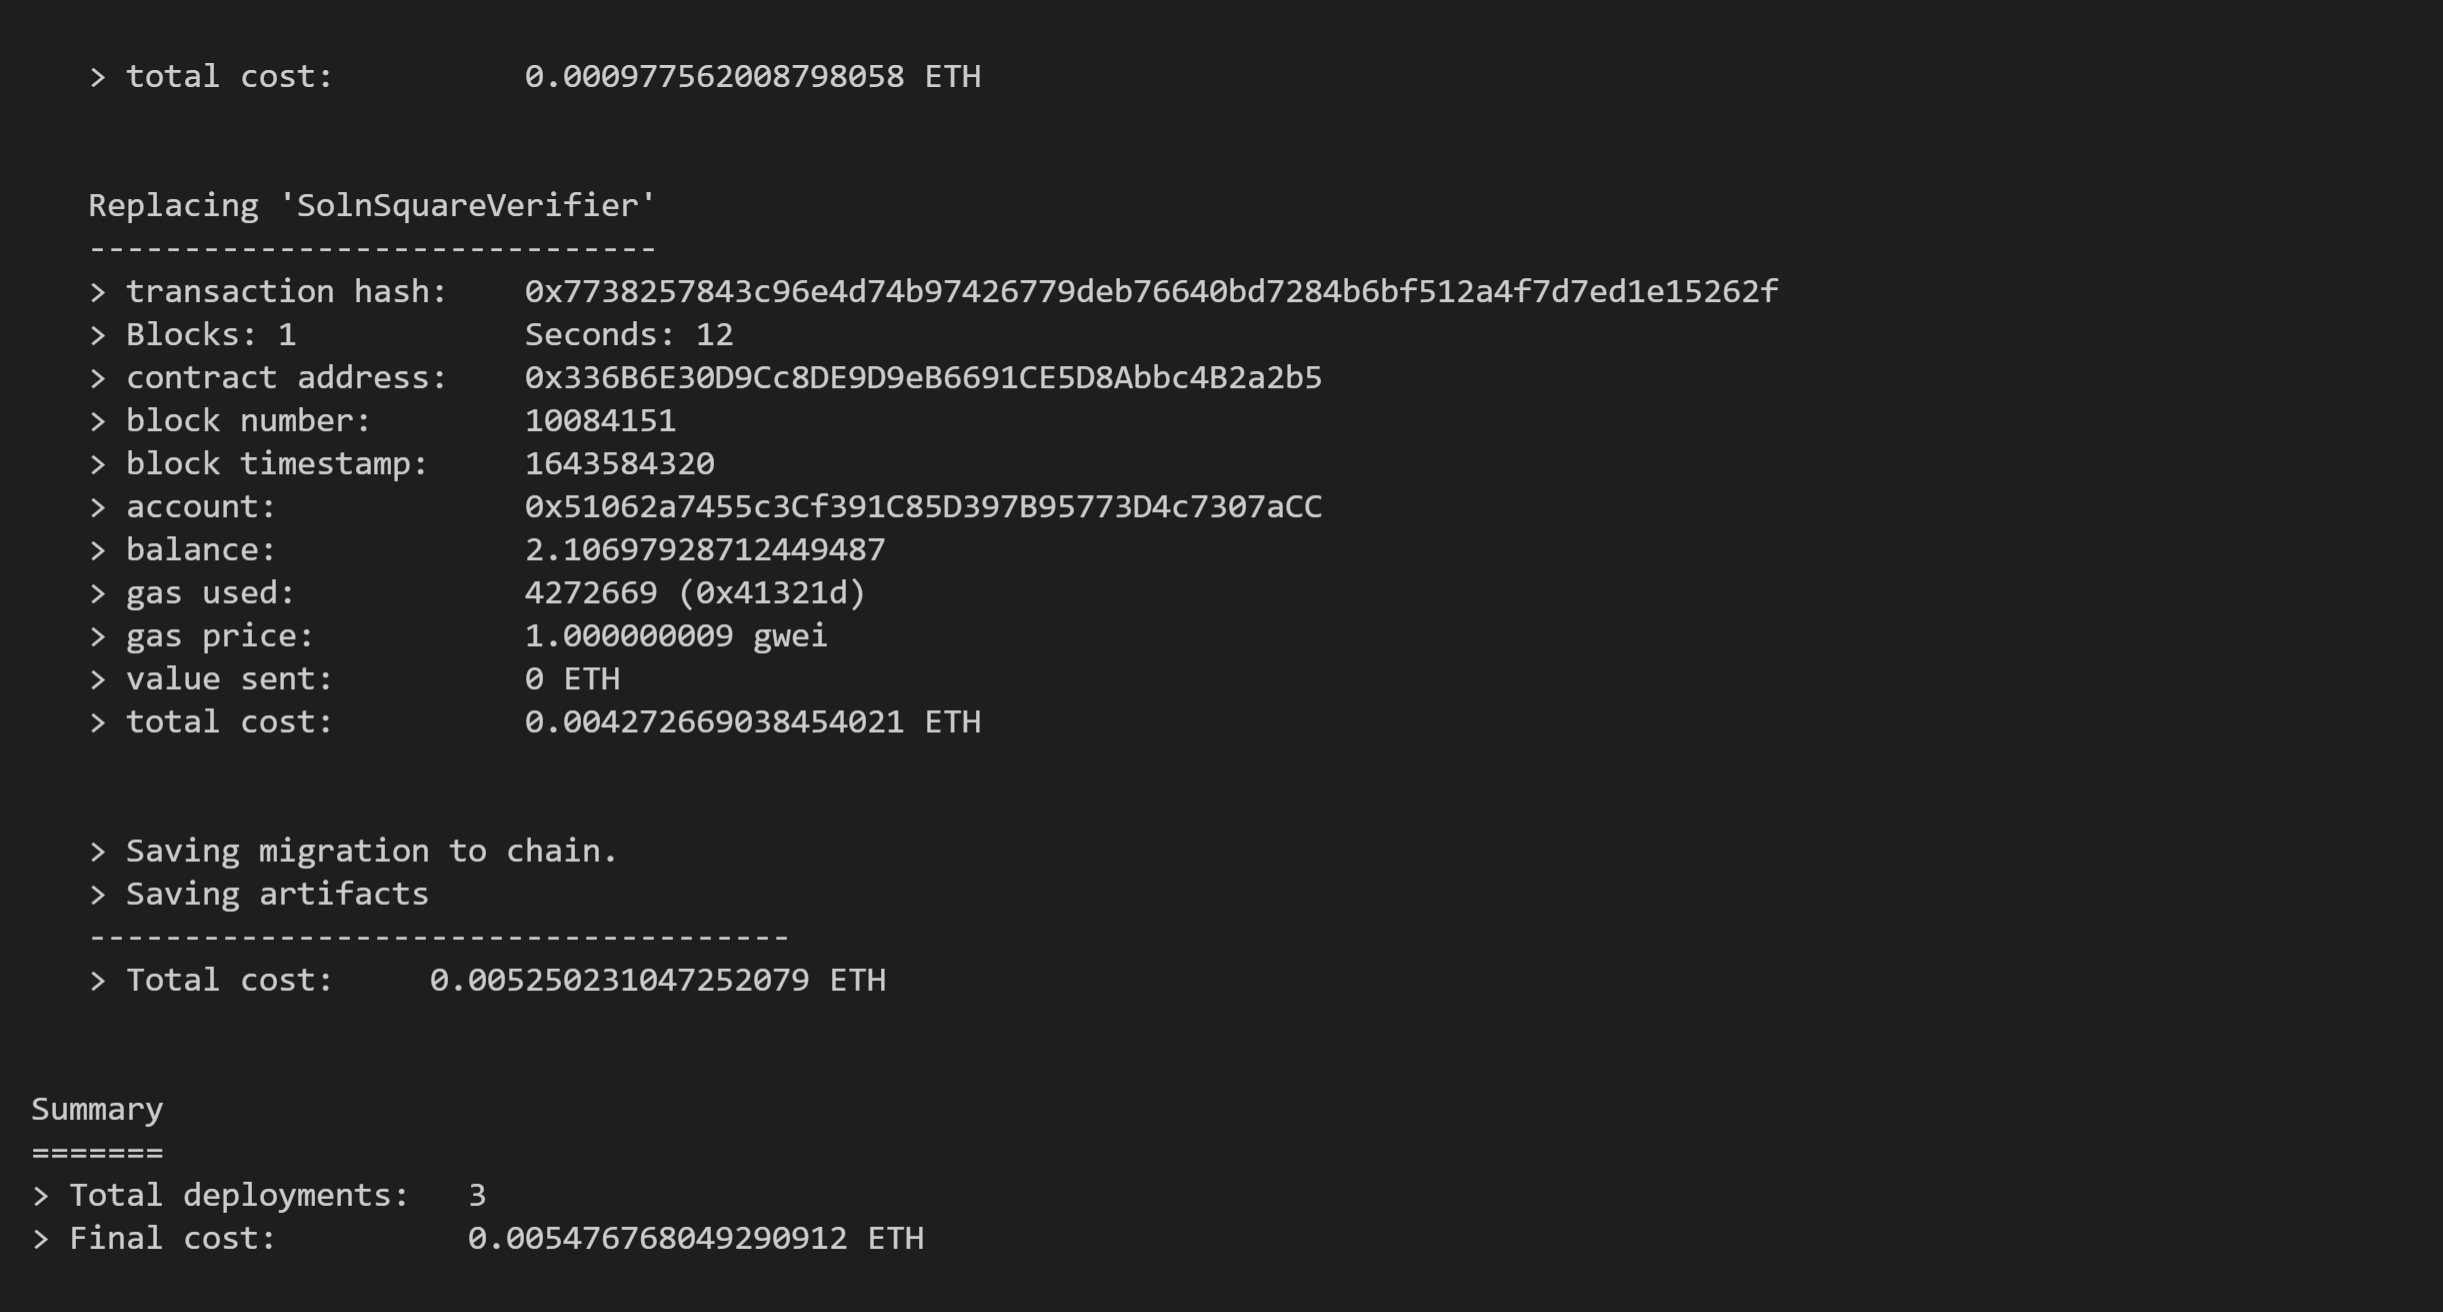 > total cost: 0.000977562008798058 ETH
Replacing 'SolnSquareVerifier'
------------------------------
> transaction hash: 0x7738257843c96e4d74b97426779deb76640bd7284b6bf512a4f7d7ed1e15262f
> Blocks: 1 Seconds: 12
> contract address: 0x336B6E30D9Cc8DE9D9eB6691CE5D8Abbc4B2a2b5
> block number: 10084151
> block timestamp: 1643584320
> account: 0x51062a7455c3Cf391C85D397B95773D4c7307aCC
> balance: 2.10697928712449487
> gas used: 4272669 (0x41321d)
> gas price: 1.000000009 gwei
> value sent: 0 ETH
> total cost: 0.004272669038454021 ETH
> Saving migration to chain.
> Saving artifacts
-------------------------------------
> Total cost: 0.005250231047252079 ETH
Summary
=======
> Total deployments: 3
> Final cost: 0.005476768049290912 ETH